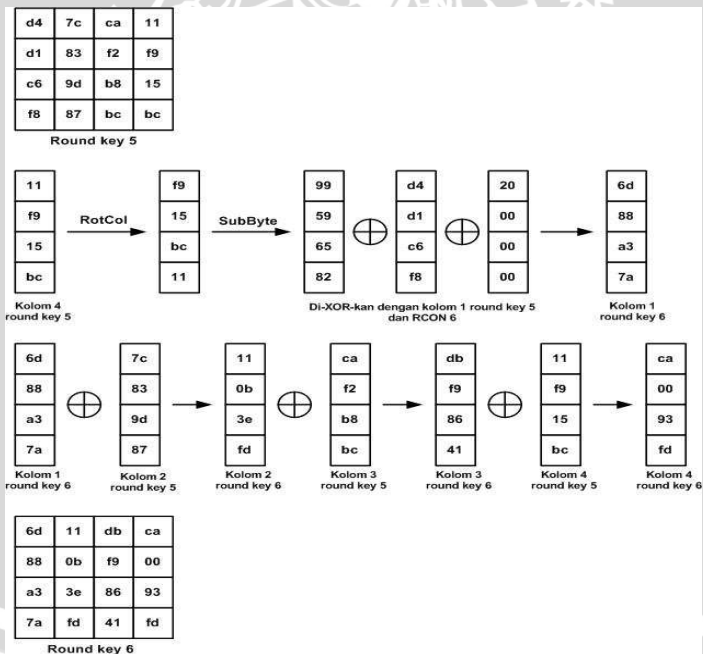 d4 7c ca 11
d1 83 f2 f9
c6 9d b8 15
f8 87 bc bc
Round key 5
11 f9 99 d4 20 6d
f9 RotCol 15 SubByte 59 d1 00 88
15 bc 65 c6 00 a3
bc 11 82 f8 00 7a
Kolom 4 Di-XOR-kan dengan kolom 1 round key 5 Kolom 1
round key 5 dan RCON 6 round key 6
6d 7c 11 ca db 11 ca
88 83 0b f2 f9 f9 00
a3 9d 3e b8 86 15 93
7a 87 fd bc 41 bc fd
Kolom 1 Kolom 2 Kolom 2 Kolom 3 Kolom 3 Kolom 4 Kolom 4
round key 6 round key 5 round key 6 round key 5 round key 6 round key 5 round key 6
6d 11 db ca
88 0b f9 00
a3 3e 86 93
7a fd 41 fd
Round key 6